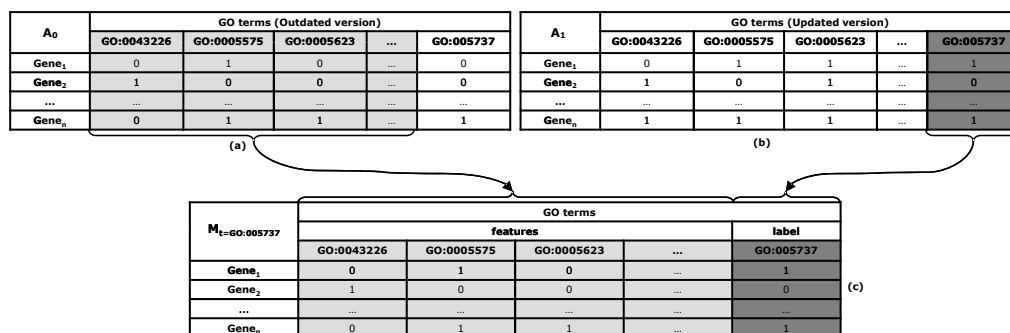 A0 GO terms (Outdated version)
GO:0043226 GO:0005575 GO:0005623 ... GO:005737
Gene1 0 1 0 ... 0
Gene2 1 0 0 ... 0
... ... ... ... ... ...
Genen 0 1 1 ... 1
(a)
A1 GO terms (Updated version)
GO:0043226 GO:0005575 GO:0005623 ... GO:005737
Gene1 0 1 1 ... 1
Gene2 1 0 1 ... 0
... ... ... ... ... ...
Genen 1 1 1 ... 1
(b)
Mt=GO:005737 GO terms
features label
GO:0043226 GO:0005575 GO:0005623 ... GO:005737
Gene1 0 1 0 ... 1
Gene2 1 0 0 ... 0
... ... ... ... ... ...
Genen 0 1 1 ... 1
(c)